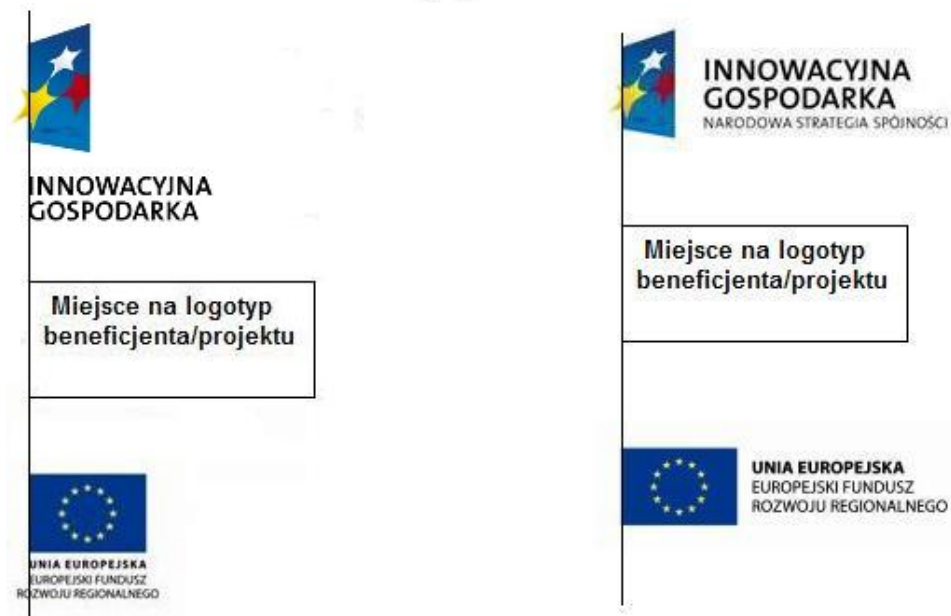 INNOWACYJNA
GOSPODARKA
Miejsce na logotyp
beneficjenta/projektu
UNIA EUROPEJSKA
EUROPEJSKI FUNDUSZ
ROZWOJU REGIONALNEGO
INNOWACYJNA
GOSPODARKA
NARODOWA STRATEGIA SPÓJNOŚCI
Miejsce na logotyp
beneficjenta/projektu
UNIA EUROPEJSKA
EUROPEJSKI FUNDUSZ
ROZWOJU REGIONALNEGO